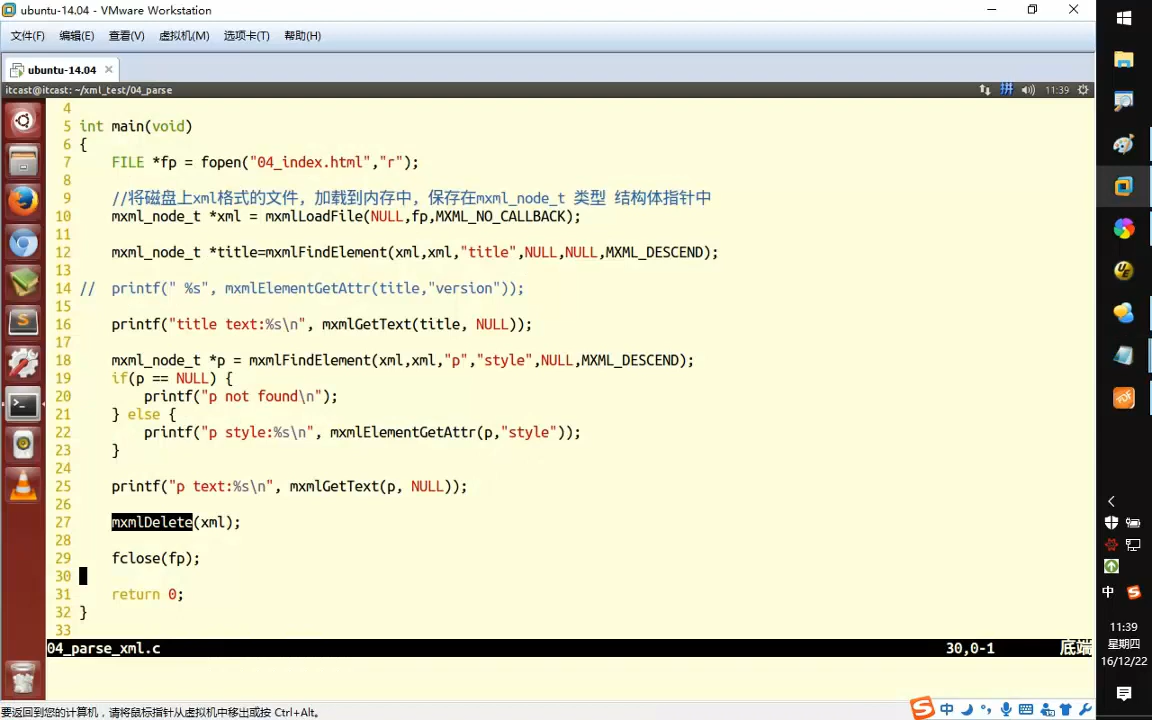 ubuntu-14.04 - VMware Workstation
文件(F) 编辑(E) 查看(V) 虚拟机(M) 选项卡(T) 帮助(H)
ubuntu-14.04
itcast@itcast: ~/xml_test/04_parse 拼 11:39
4
5 int main(void)
6 {
7 FILE *fp = fopen("04_index.html","r");
8
9 //将磁盘上xml格式的文件，加载到内存中，保存在mxml_node_t 类型 结构体指针中
10 mxml_node_t *xml = mxmlLoadFile(NULL,fp,MXML_NO_CALLBACK);
11
12 mxml_node_t *title=mxmlFindElement(xml,xml,"title",NULL,NULL,MXML_DESCEND);
13
14 // printf(" %s", mxmlElementGetAttr(title,"version"));
15
16 printf("title text:%s\n", mxmlGetText(title, NULL));
17
18 mxml_node_t *p = mxmlFindElement(xml,xml,"p","style",NULL,MXML_DESCEND);
19 if(p == NULL) {
20 printf("p not found\n");
21 } else {
22 printf("p style:%s\n", mxmlElementGetAttr(p,"style"));
23 }
24
25 printf("p text:%s\n", mxmlGetText(p, NULL));
26
27 mxmlDelete(xml);
28
29 fclose(fp);
30
31 return 0;
32 }
33
04_parse_xml.c 30,0-1 底端
要返回到您的计算机，请将鼠标指针从虚拟机中移出或按 Ctrl+Alt。
中
中
11:39
星期四
16/12/22